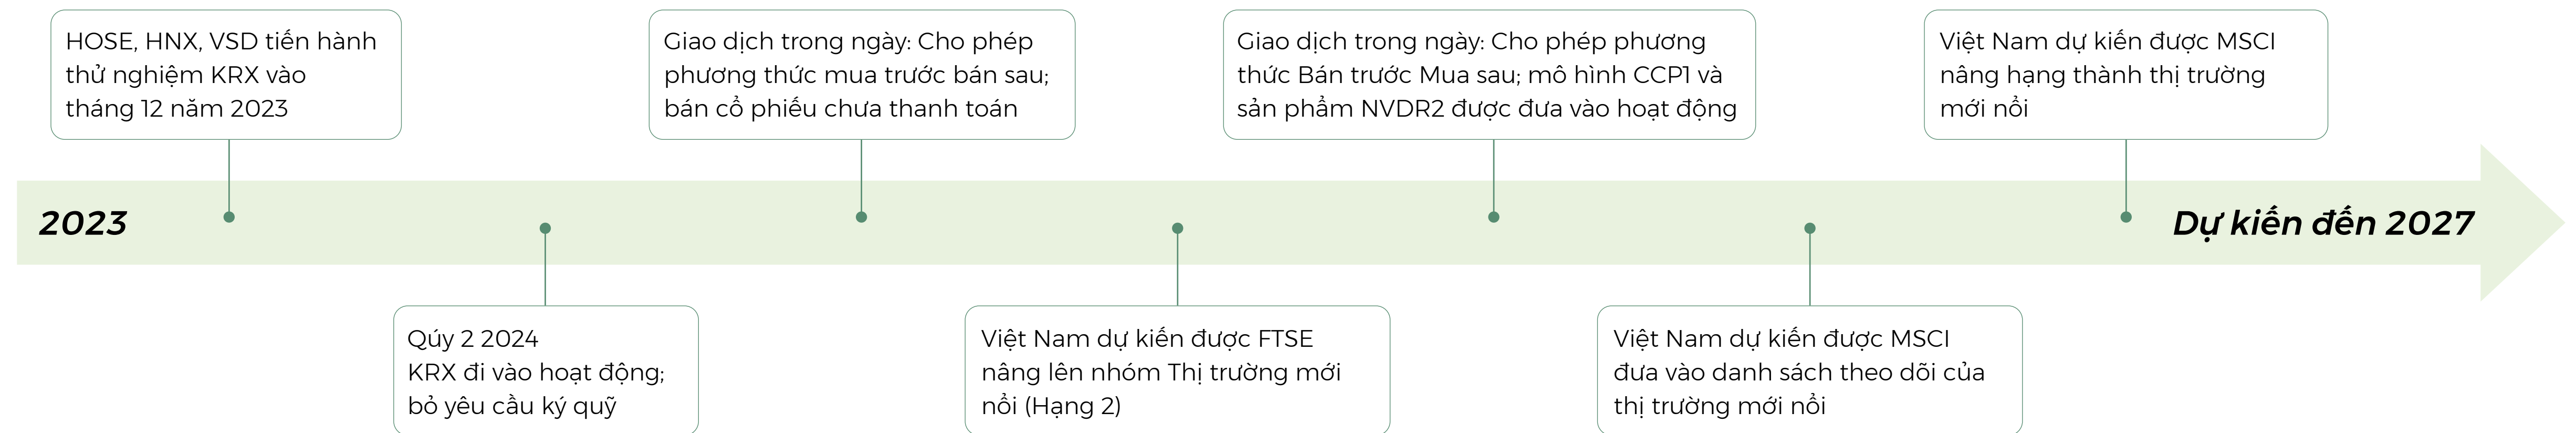 HOSE, HNX, VSD tiến hành
thử nghiệm KRX vào
tháng 12 năm 2023
Giao dịch trong ngày: Cho phép
phương thức mua trước bán sau;
bán cổ phiếu chưa thanh toán
Giao dịch trong ngày: Cho phép phương
thức Bán trước Mua sau; mô hình CCP1 và
sản phẩm NVDR2 được đưa vào hoạt động
Việt Nam dự kiến được MSCI
nâng hạng thành thị trường
mới nổi
2023
Dự kiến đến 2027
Qúy 2 2024
KRX đi vào hoạt động;
bỏ yêu cầu ký quỹ
Việt Nam dự kiến được FTSE
nâng lên nhóm Thị trường mới
nổi (Hạng 2)
Việt Nam dự kiến được MSCI
đưa vào danh sách theo dõi của
thị trường mới nổi